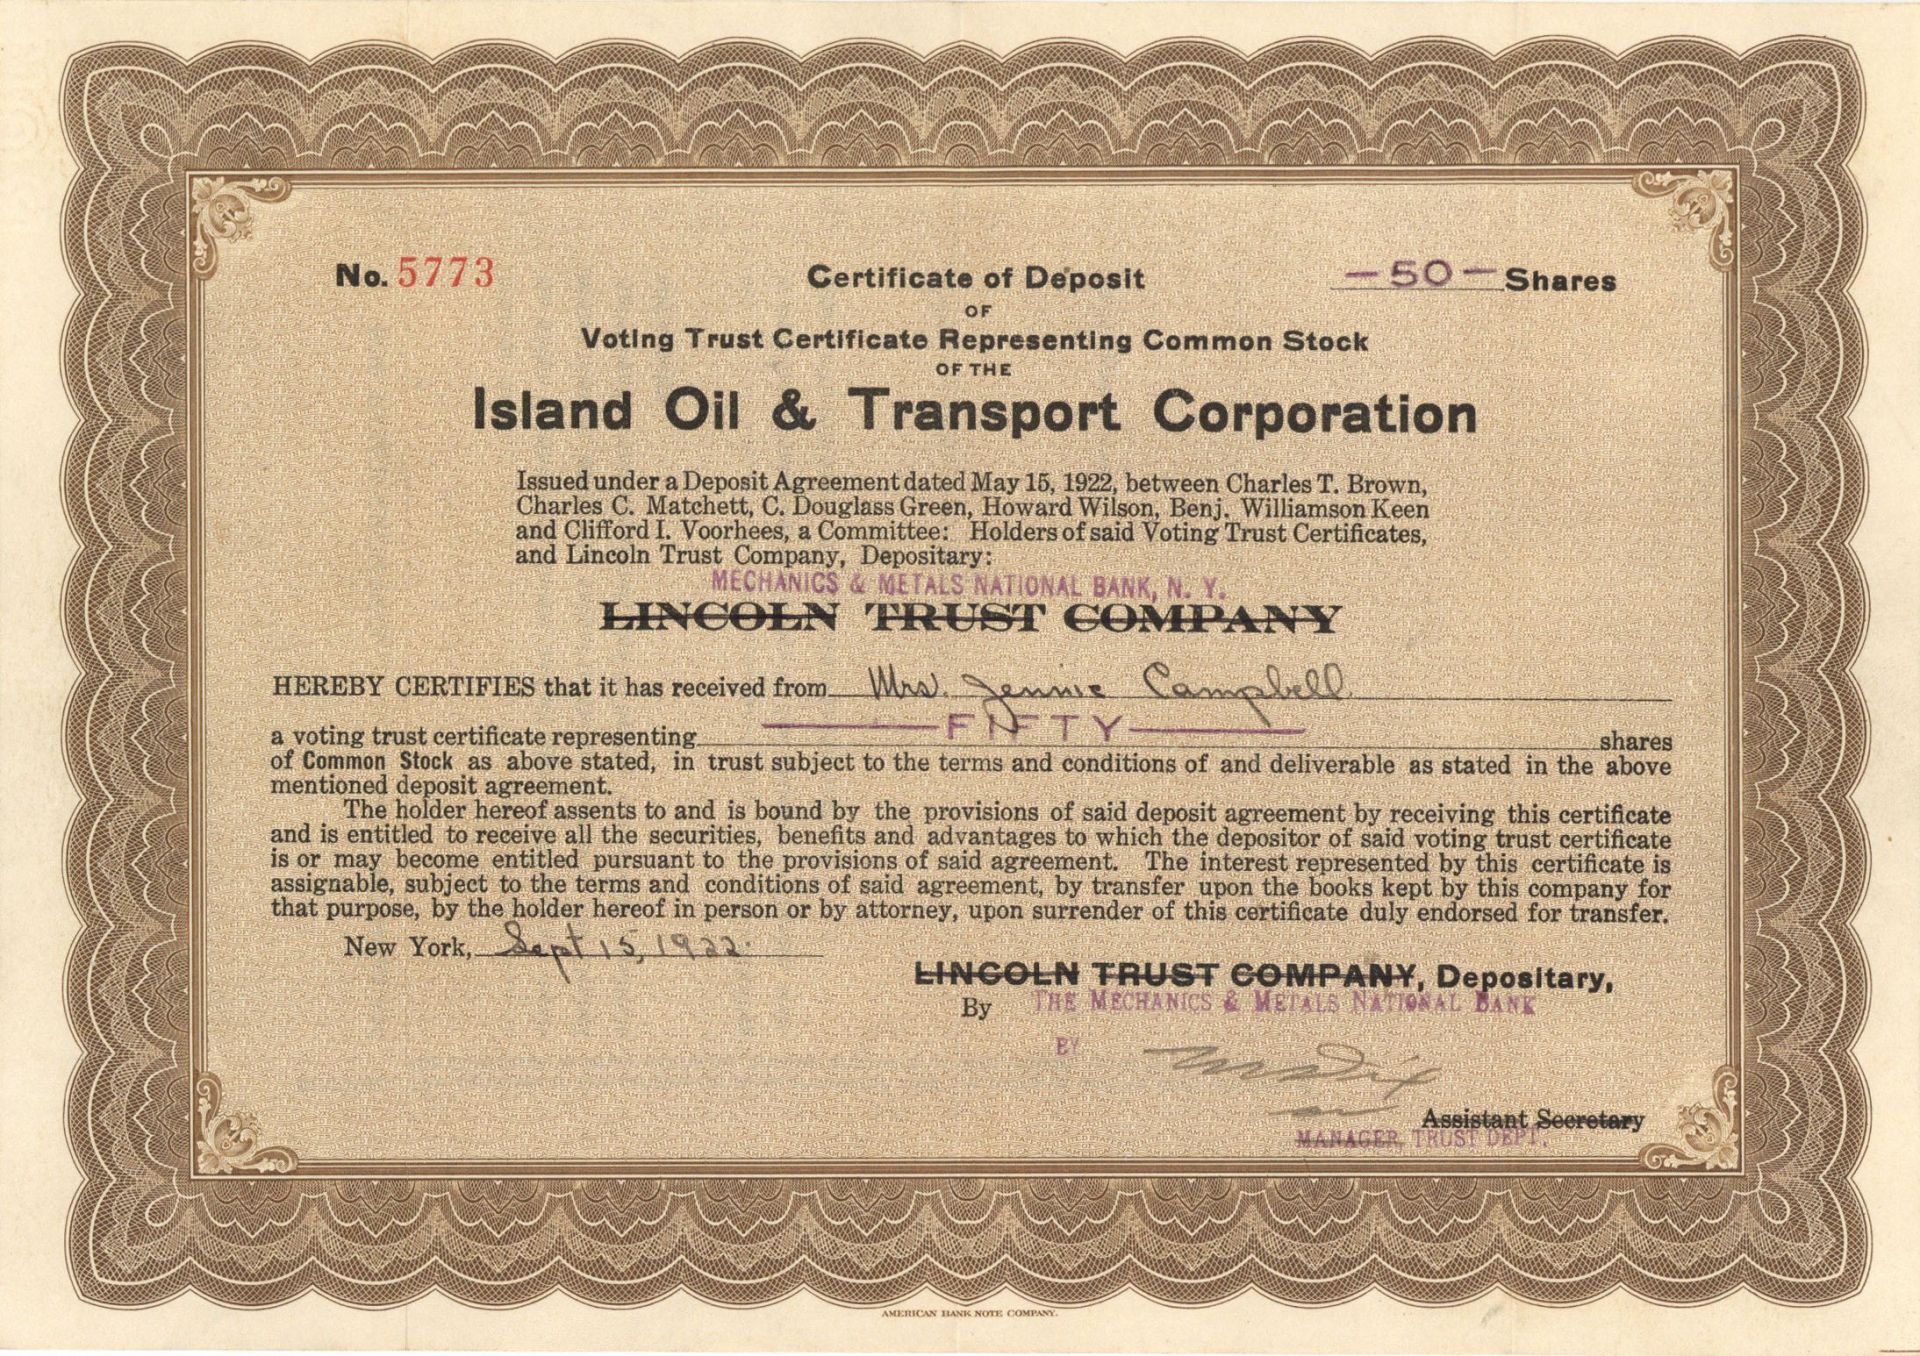 No. 5773
Certificate of Deposit
— 50 — Shares
OF
Voting Trust Certificate Representing Common Stock
OF THE
Island Oil & Transport Corporation
Issued under a Deposit Agreement dated May 15, 1922, between Charles T. Brown,
Charles C. Matchett, C. Douglass Green, Howard Wilson, Benj. Williamson Keen
and Clifford I. Voorhees, a Committee: Holders of said Voting Trust Certificates,
and Lincoln Trust Company, Depositary:
MECHANICS & METALS NATIONAL BANK, N. Y.
LINCOLN TRUST COMPANY
HEREBY CERTIFIES that it has received from Mrs. Jennie Campbell
a voting trust certificate representing FIFTY shares
of Common Stock as above stated, in trust subject to the terms and conditions of and deliverable as stated in the above
mentioned deposit agreement.
The holder hereof assents to and is bound by the provisions of said deposit agreement by receiving this certificate
and is entitled to receive all the securities, benefits and advantages to which the depositor of said voting trust certificate
is or may become entitled pursuant to the provisions of said agreement. The interest represented by this certificate is
assignable, subject to the terms and conditions of said agreement, by transfer upon the books kept by this company for
that purpose, by the holder hereof in person or by attorney, upon surrender of this certificate duly endorsed for transfer.
New York, Sept 15, 1922.
LINCOLN TRUST COMPANY, Depositary,
By THE MECHANICS & METALS NATIONAL BANK
BY
Assistant Secretary
MANAGER, TRUST DEPT.
AMERICAN BANK NOTE COMPANY.